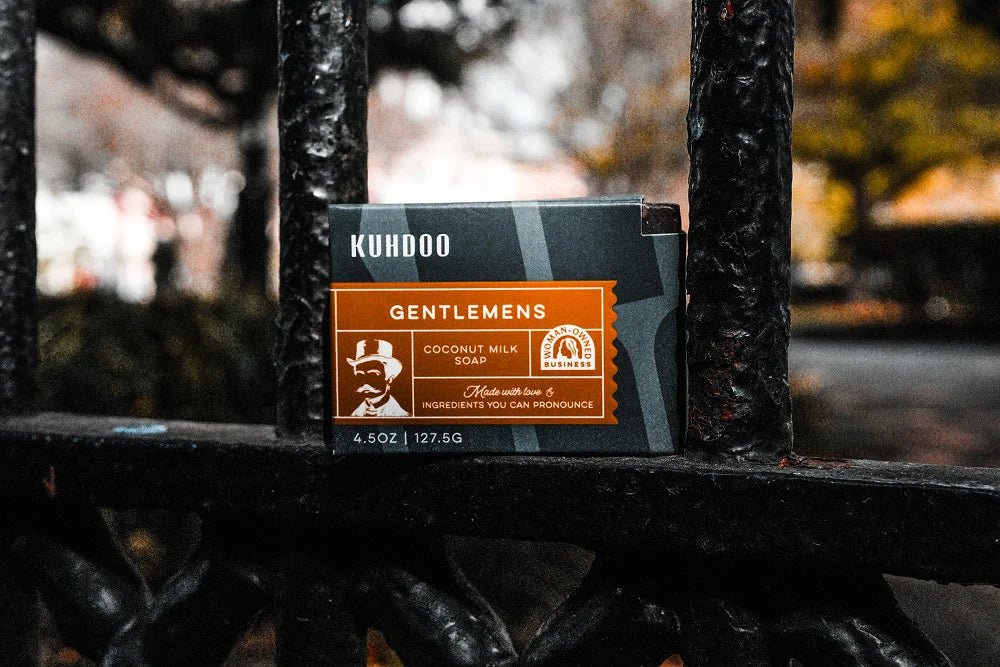 KUHDOO
GENTLEMENS
COCONUT MILK
SOAP
WOMAN-OWNED
BUSINESS
Made with love &
INGREDIENTS YOU CAN PRONOUNCE
4.5OZ | 127.5G